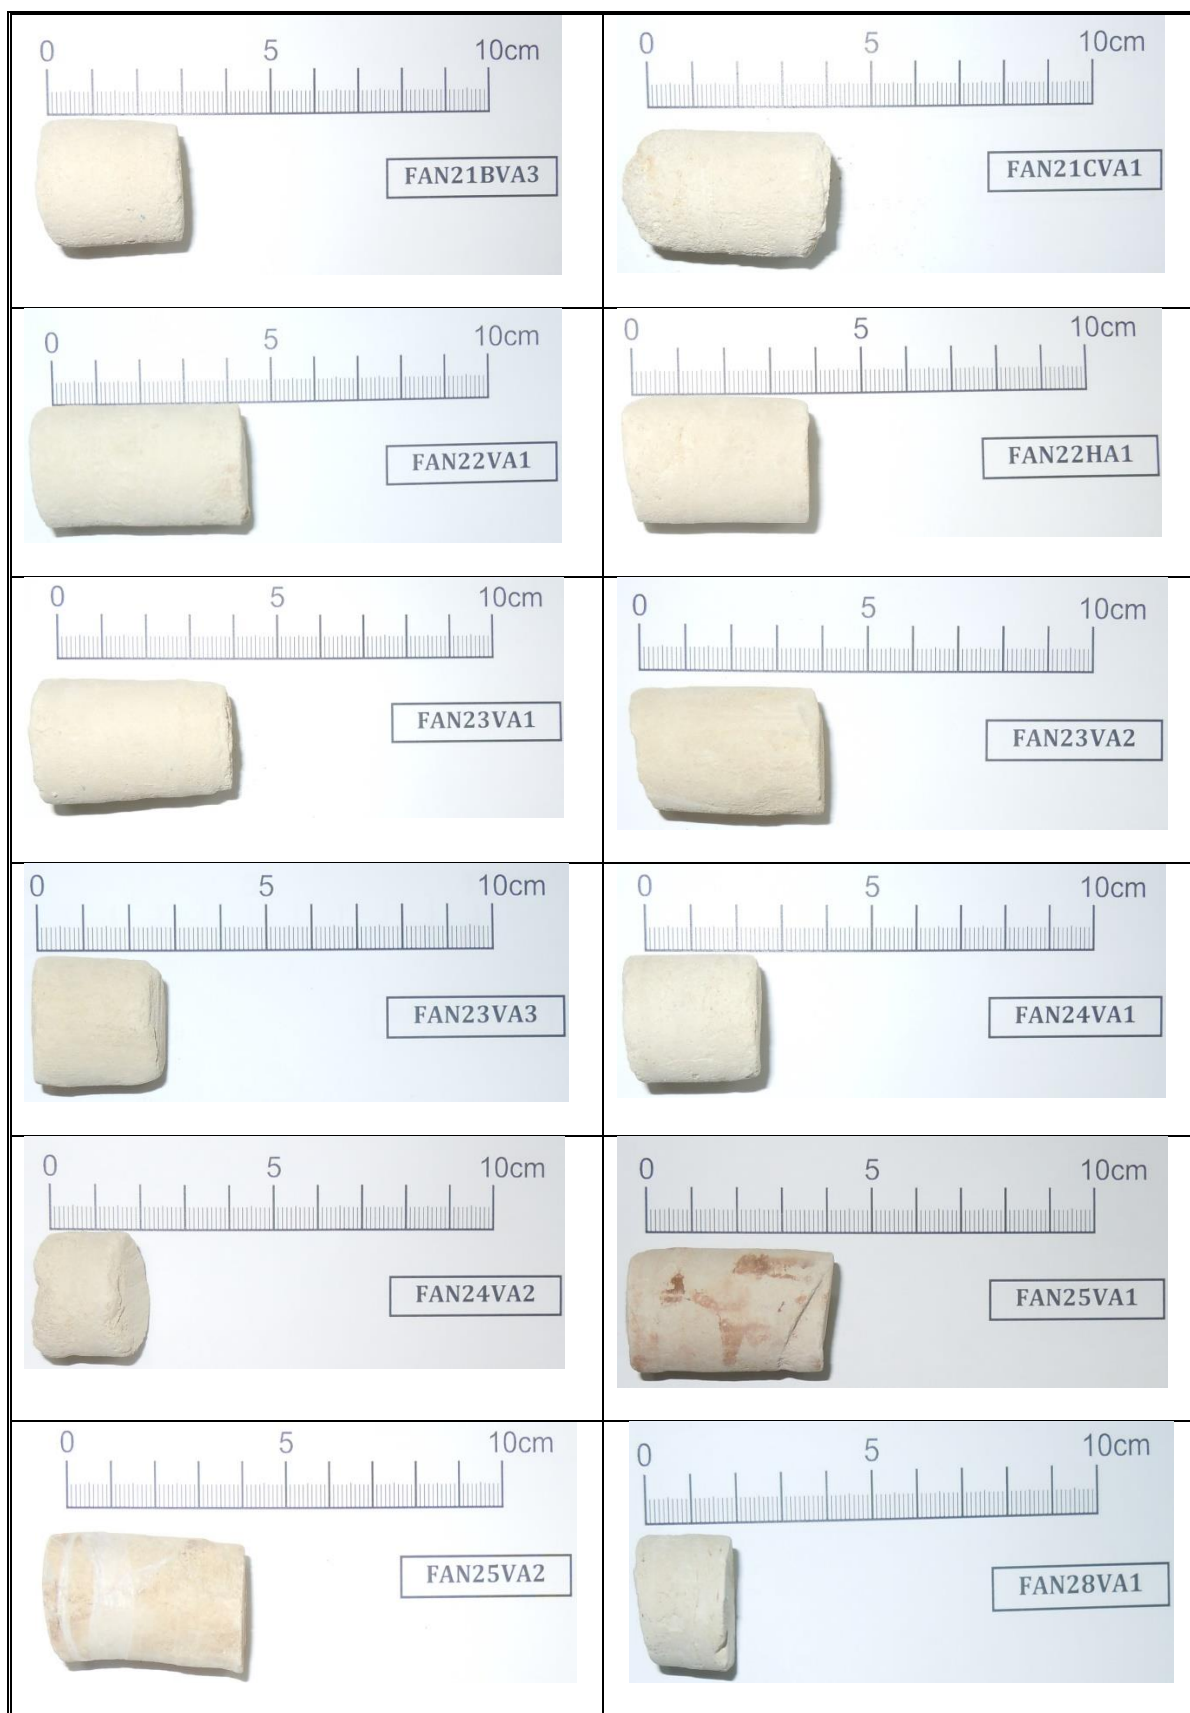 0 5 10cm
FAN21BVA3
0 5 10cm
FAN21CVA1
0 5 10cm
FAN22VA1
0 5 10cm
FAN22HA1
0 5 10cm
FAN23VA1
0 5 10cm
FAN23VA2
0 5 10cm
FAN23VA3
0 5 10cm
FAN24VA1
0 5 10cm
FAN24VA2
0 5 10cm
FAN25VA1
0 5 10cm
FAN25VA2
0 5 10cm
FAN28VA1